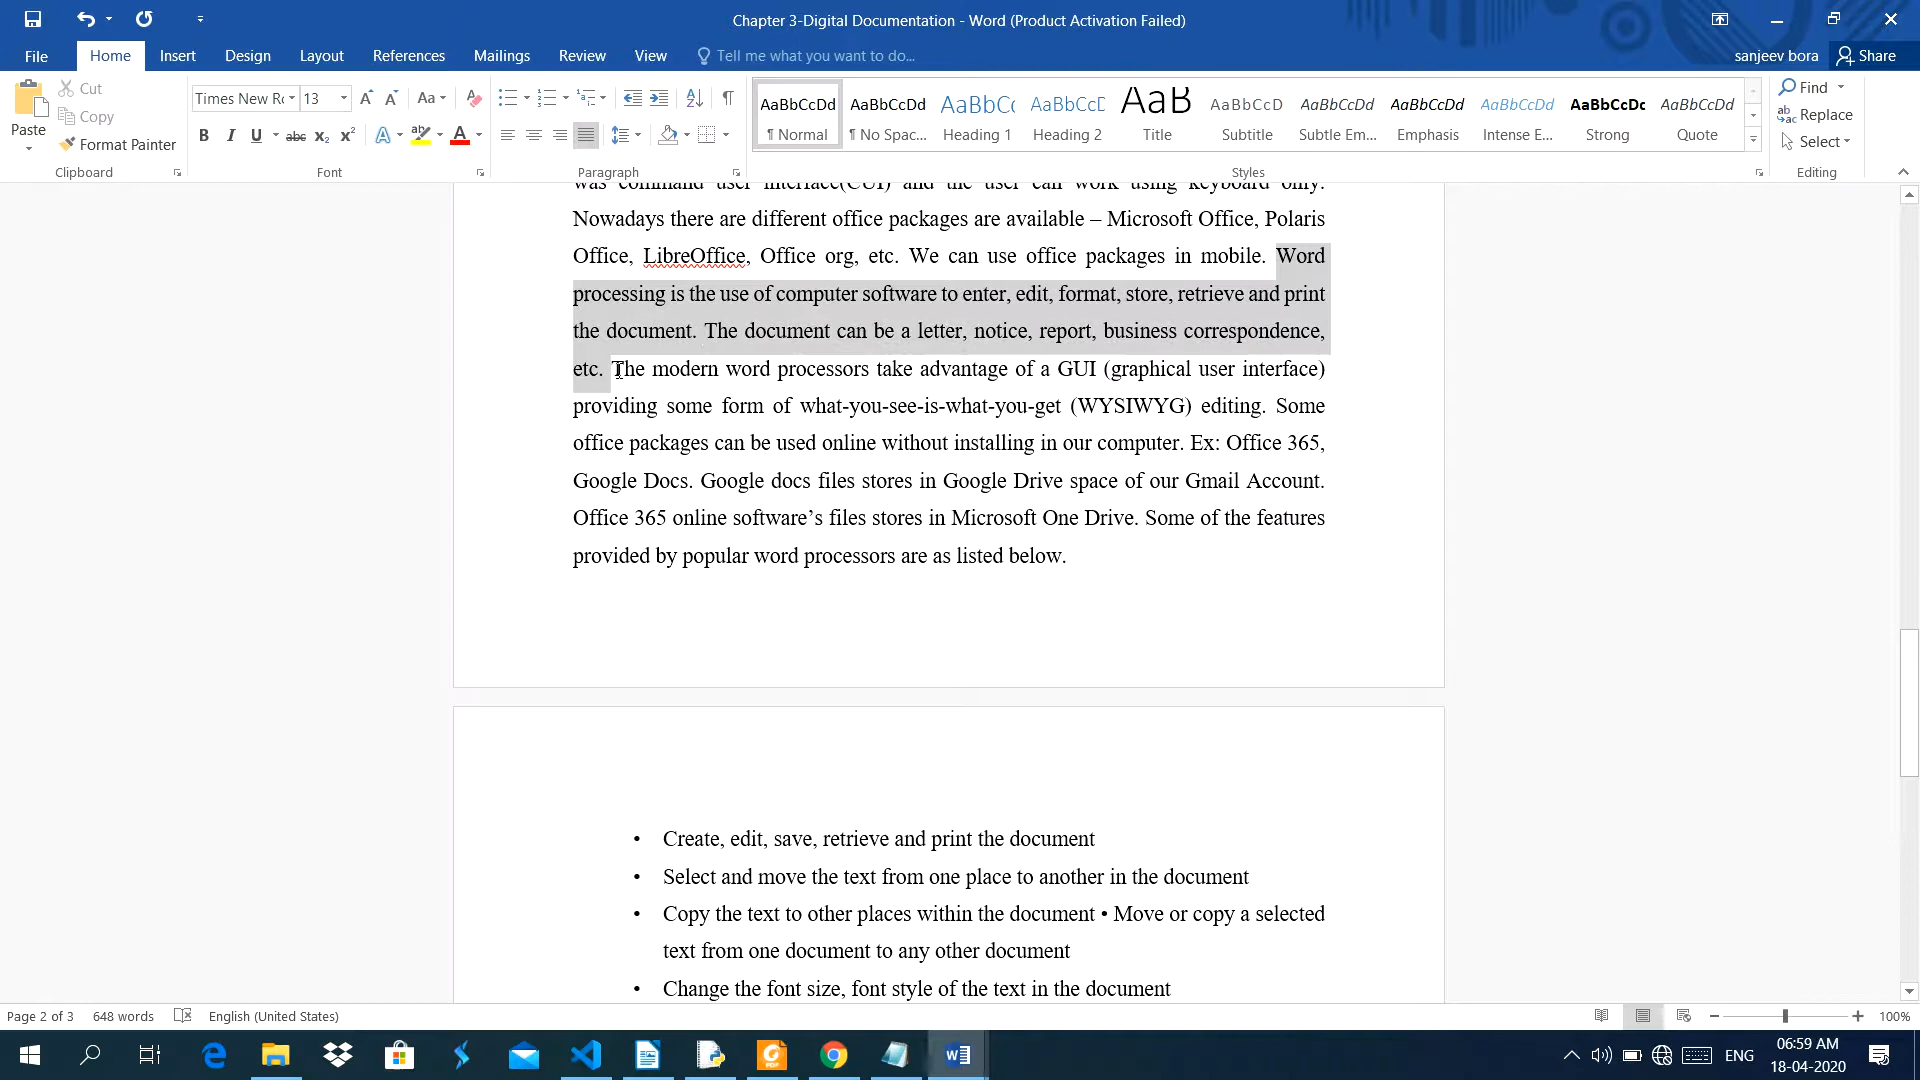 Chapter 3-Digital Documentation - Word (Product Activation Failed)
File Home Insert Design Layout References Mailings Review View Tell me what you want to do... sanjeev bora Share
Paste Cut Copy Format Painter
Clipboard
Times New Ro 13
Font
Paragraph
AaBbCcDd AaBbCcDd AaBbC( AaBbCcE AaB AaBbCcD AaBbCcDd AaBbCcDd AaBbCcDd AaBbCcDc AaBbCcDd
¶ Normal ¶ No Spac... Heading 1 Heading 2 Title Subtitle Subtle Em... Emphasis Intense E... Strong Quote
Styles
Find
Replace
Select
Editing
was command user interface(CUI) and the user can work using keyboard only.
Nowadays there are different office packages are available – Microsoft Office, Polaris
Office, LibreOffice, Office org, etc. We can use office packages in mobile. Word
processing is the use of computer software to enter, edit, format, store, retrieve and print
the document. The document can be a letter, notice, report, business correspondence,
etc. The modern word processors take advantage of a GUI (graphical user interface)
providing some form of what-you-see-is-what-you-get (WYSIWYG) editing. Some
office packages can be used online without installing in our computer. Ex: Office 365,
Google Docs. Google docs files stores in Google Drive space of our Gmail Account.
Office 365 online software’s files stores in Microsoft One Drive. Some of the features
provided by popular word processors are as listed below.
• Create, edit, save, retrieve and print the document
• Select and move the text from one place to another in the document
• Copy the text to other places within the document • Move or copy a selected
text from one document to any other document
• Change the font size, font style of the text in the document
Page 2 of 3 648 words English (United States) 100%
ENG 06:59 AM
18-04-2020